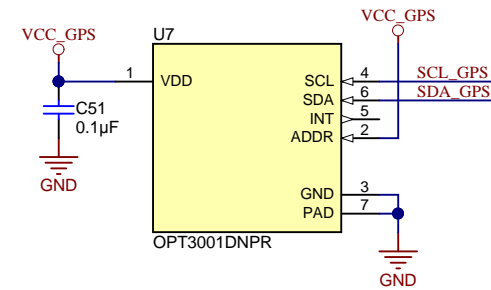 VCC_GPS
U7
VCC_GPS
1
VDD
SCL
4
SCL_GPS
SDA
6
SDA_GPS
INT
5
ADDR
2
C51
0.1µF
GND
GND
3
PAD
7
OPT3001DNPR
GND